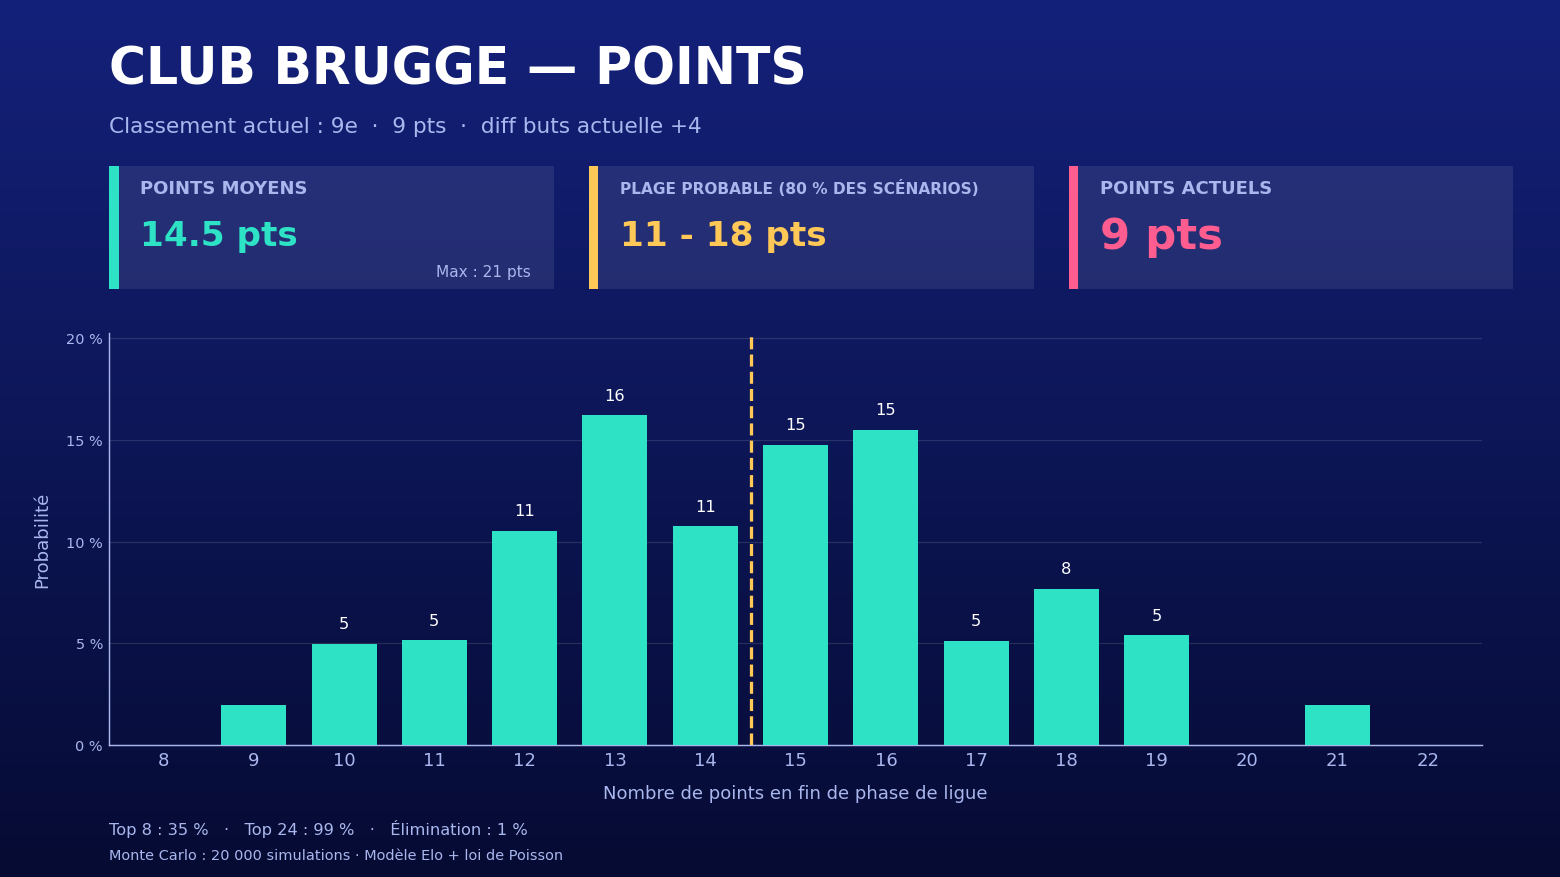 CLUB BRUGGE — POINTS
Classement actuel : 9e · 9 pts · diff buts actuelle +4
POINTS MOYENS
14.5 pts
Max : 21 pts
PLAGE PROBABLE (80 % DES SCÉNARIOS)
11 - 18 pts
POINTS ACTUELS
9 pts
Probabilité
20 %
15 %
10 %
5 %
0 %
5
5
11
16
11
15
15
5
8
5
8 9 10 11 12 13 14 15 16 17 18 19 20 21 22
Nombre de points en fin de phase de ligue
Top 8 : 35 % · Top 24 : 99 % · Élimination : 1 %
Monte Carlo : 20 000 simulations · Modèle Elo + loi de Poisson